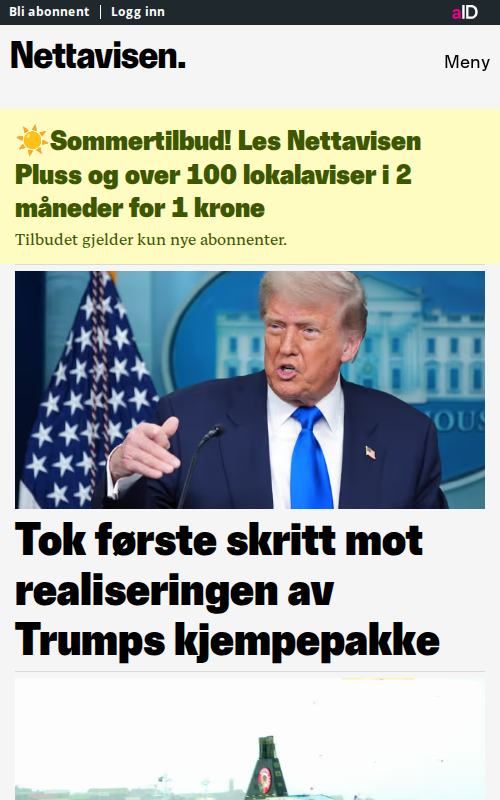 Bli abonnent
Logg inn
aID
Nettavisen.
Meny
Sommertilbud! Les Nettavisen
Pluss og over 100 lokalaviser i 2
måneder for 1 krone
Tilbudet gjelder kun nye abonnenter.
Tok første skritt mot
realiseringen av
Trumps kjempepakke